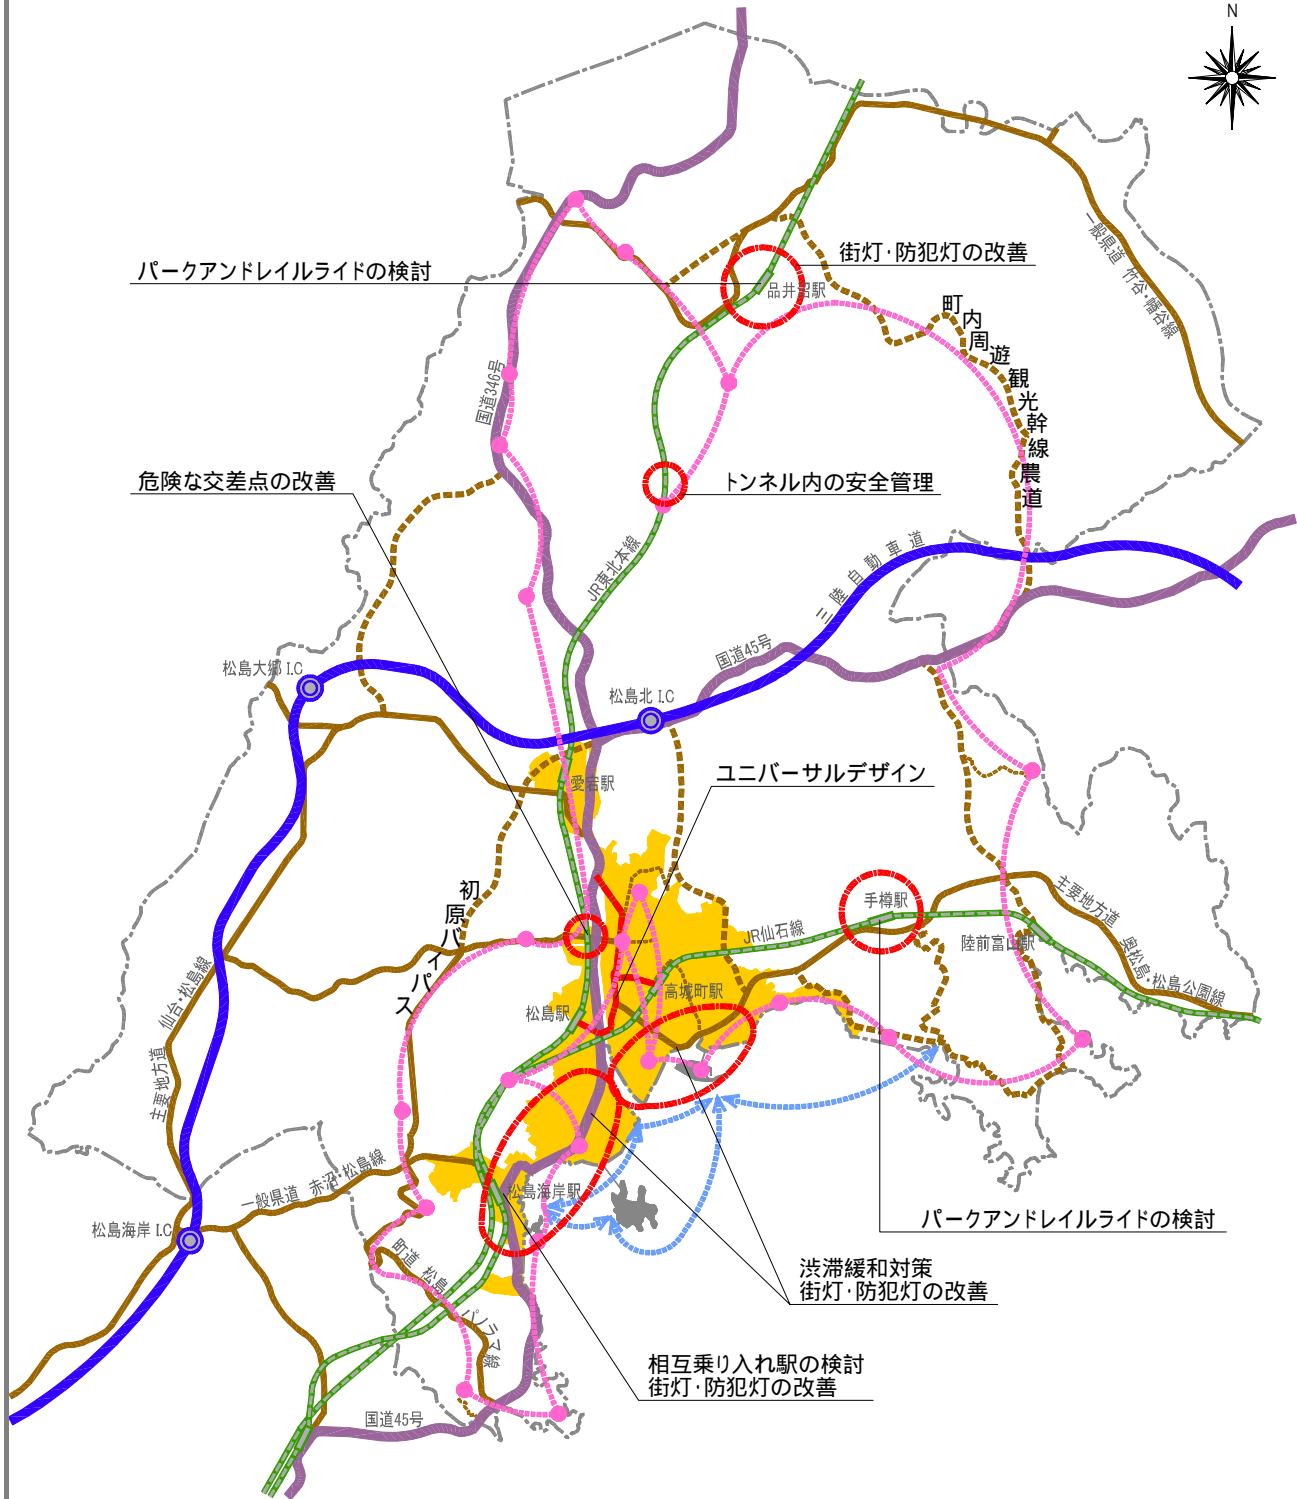 N
街灯・防犯灯の改善
パークアンドレイルライドの検討
品井沼駅
一般県道 竹谷・幡谷線
町内周遊観光幹線農道
国道346号
危険な交差点の改善
トンネル内の安全管理
JR東北本線
三陸自動車道
国道45号
松島大郷 I.C
松島北 I.C
ユニバーサルデザイン
愛宕駅
初原バイパス
手樽駅
主要地方道 奥松島・松島公園線
JR仙石線
陸前富山駅
仙台・松島線
主要地方道
高城町駅
松島駅
一般県道 赤沼・松島線
松島海岸駅
松島海岸 I.C
パークアンドレイルライドの検討
町道 松島 パノラマ線
渋滞緩和対策
街灯・防犯灯の改善
相互乗り入れ駅の検討
街灯・防犯灯の改善
国道45号